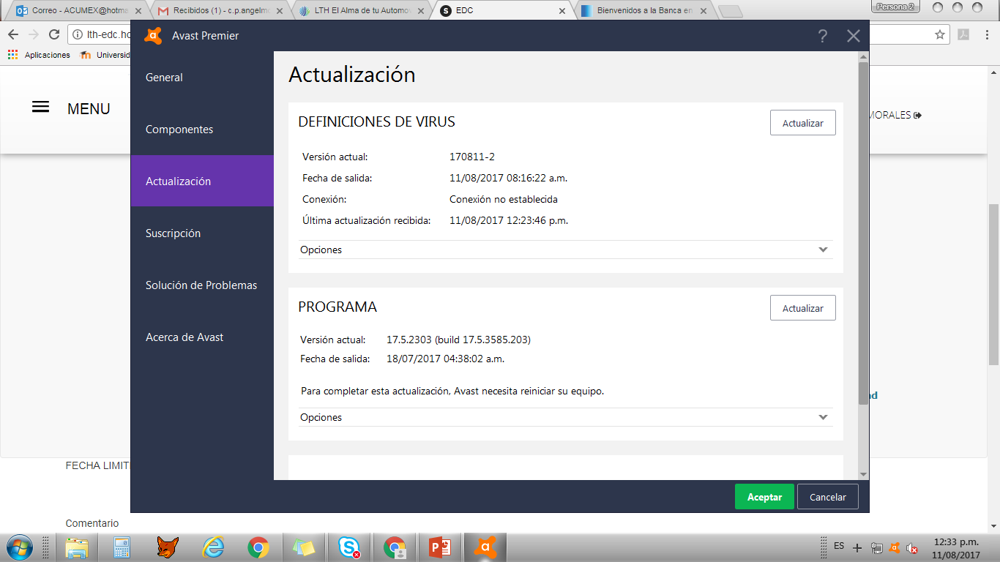 Correo - ACUMEX@hotma
Recibidos (1) - c.p.angelmo
LTH El Alma de tu Automov
EDC
Bienvenidos a la Banca en
Persona 2
lth-edc.ho
Aplicaciones
Universid
Avast Premier
?
MENU
MORALES
General
Componentes
Actualización
Suscripción
Solución de Problemas
Acerca de Avast
Actualización
DEFINICIONES DE VIRUS
Actualizar
Versión actual: 170811-2
Fecha de salida: 11/08/2017 08:16:22 a.m.
Conexión: Conexión no establecida
Última actualización recibida: 11/08/2017 12:23:46 p.m.
Opciones
PROGRAMA
Actualizar
Versión actual: 17.5.2303 (build 17.5.3585.203)
Fecha de salida: 18/07/2017 04:38:02 a.m.
Para completar esta actualización, Avast necesita reiniciar su equipo.
Opciones
Aceptar
Cancelar
FECHA LIMIT
Comentario
ES
12:33 p.m.
11/08/2017